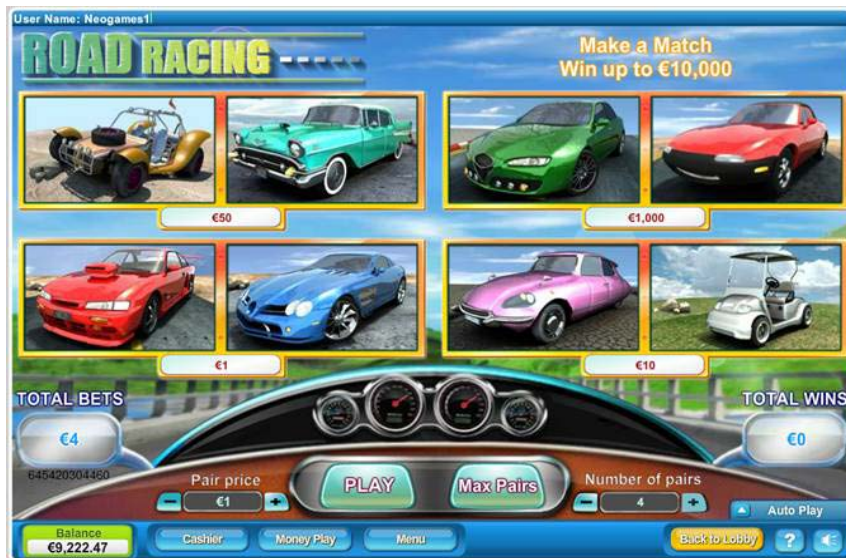 User Name: Neogames1
ROAD RACING
Make a Match
Win up to €10,000
€50
€1,000
€1
€10
TOTAL BETS
€4
645420304460
TOTAL WINS
€0
Pair price
- €1 +
PLAY
Max Pairs
Number of pairs
- 4 +
Auto Play
Balance
€9,222.47
Cashier
Money Play
Menu
Back to Lobby
?